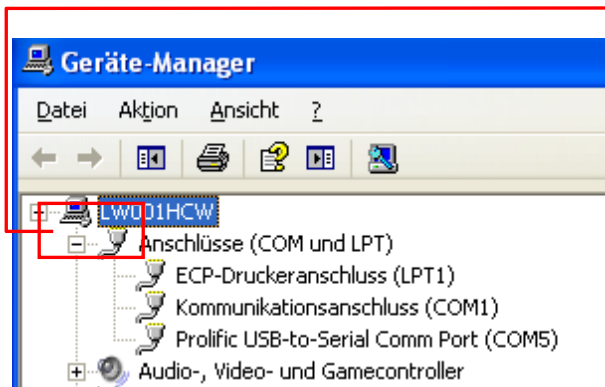 Geräte-Manager
Datei Aktion Ansicht ?
LW001HCW
Anschlüsse (COM und LPT)
ECP-Druckeranschluss (LPT1)
Kommunikationsanschluss (COM1)
Prolific USB-to-Serial Comm Port (COM5)
Audio-, Video- und Gamecontroller